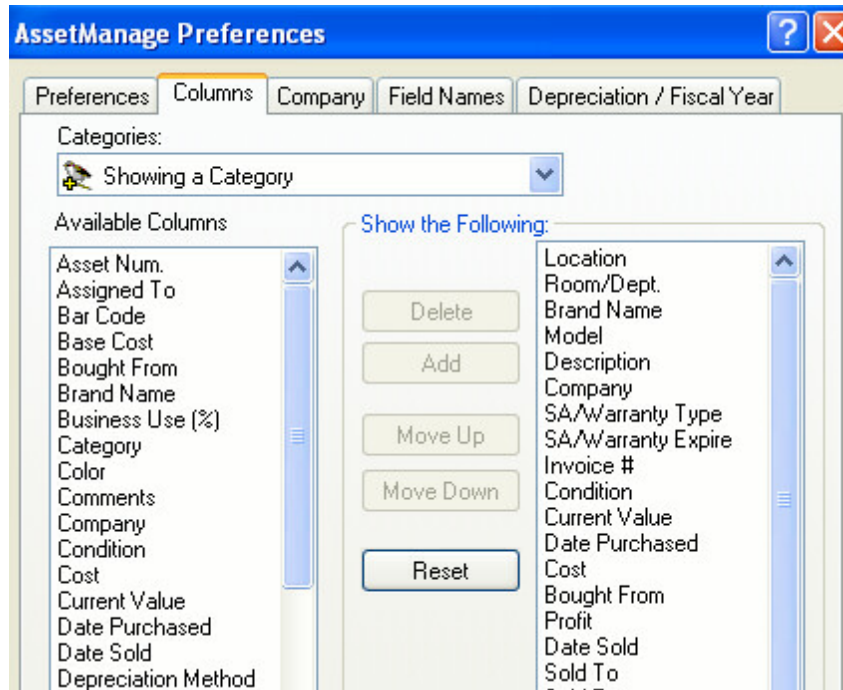 AssetManage Preferences
Preferences Columns Company Field Names Depreciation / Fiscal Year
Categories:
Showing a Category
Available Columns
Asset Num.
Assigned To
Bar Code
Base Cost
Bought From
Brand Name
Business Use (%)
Category
Color
Comments
Company
Condition
Cost
Current Value
Date Purchased
Date Sold
Depreciation Method
Show the Following:
Delete
Add
Move Up
Move Down
Reset
Location
Room/Dept.
Brand Name
Model
Description
Company
SA/Warranty Type
SA/Warranty Expire
Invoice #
Condition
Current Value
Date Purchased
Cost
Bought From
Profit
Date Sold
Sold To